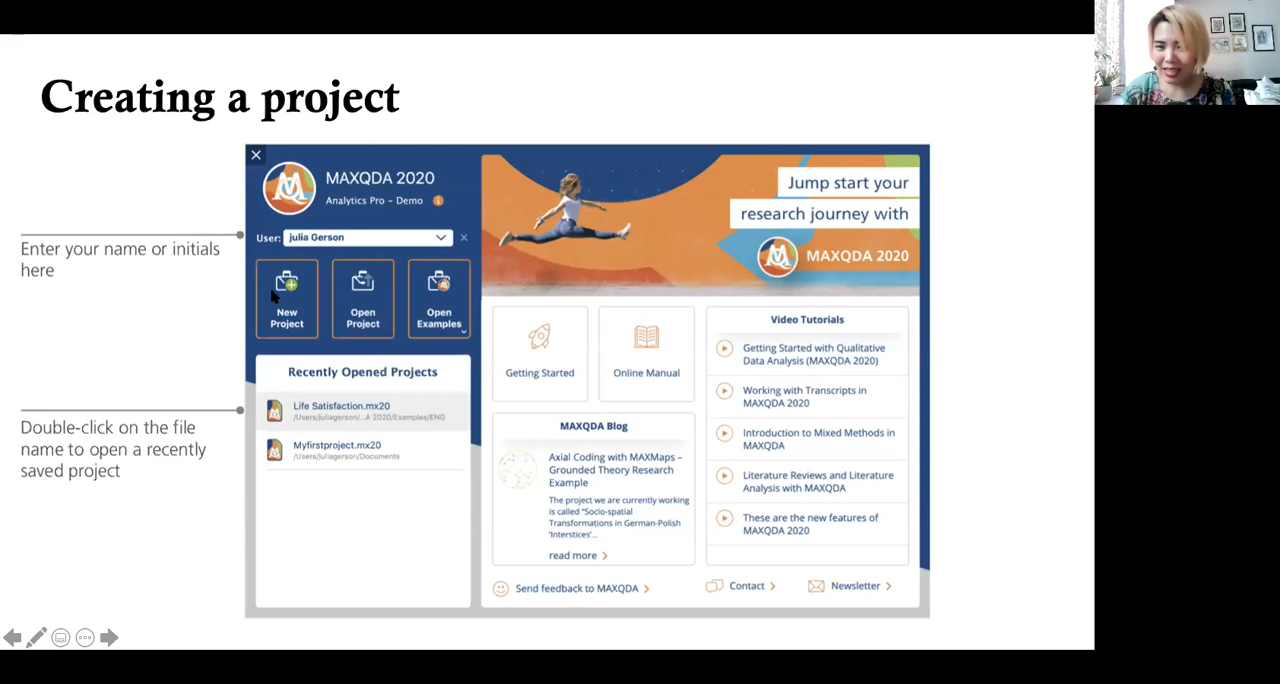 Creating a project
Enter your name or initials
here
Double-click on the file
name to open a recently
saved project
MAXQDA 2020
Analytics Pro – Demo
User: julia Gerson
New
Project
Open
Project
Open
Examples
Recently Opened Projects
Life Satisfaction.mx20
/Users/juliagerson/...A 2020/Examples/ENG
Myfirstproject.mx20
/Users/juliagerson/Documents
Jump start your
research journey with
MAXQDA 2020
Getting Started
Online Manual
MAXQDA Blog
Axial Coding with MAXMaps –
Grounded Theory Research
Example
The project we are currently working
is called "Socio-spatial
Transformations in German-Polish
'Interstices'...
read more
Video Tutorials
Getting Started with Qualitative
Data Analysis (MAXQDA 2020)
Working with Transcripts in
MAXQDA 2020
Introduction to Mixed Methods in
MAXQDA
Literature Reviews and Literature
Analysis with MAXQDA
These are the new features of
MAXQDA 2020
Send feedback to MAXQDA
Contact
Newsletter